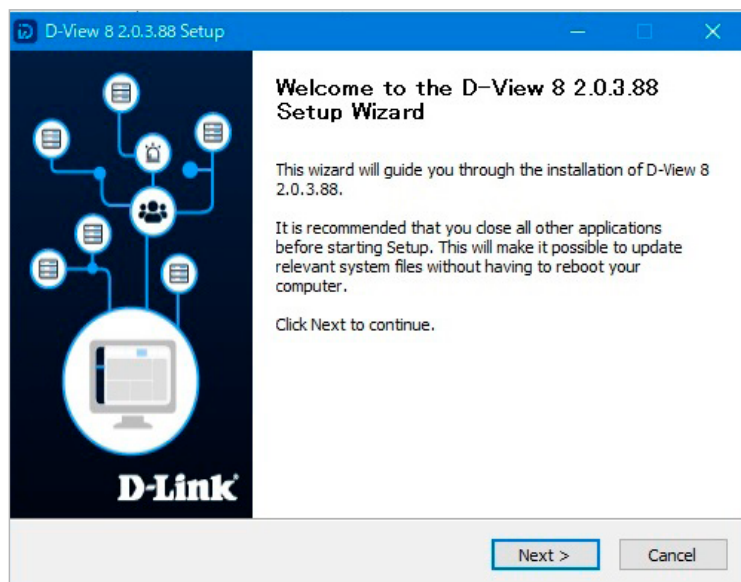 D-View 8 2.0.3.88 Setup
Welcome to the D-View 8 2.0.3.88
Setup Wizard
This wizard will guide you through the installation of D-View 8
2.0.3.88.
It is recommended that you close all other applications
before starting Setup. This will make it possible to update
relevant system files without having to reboot your
computer.
Click Next to continue.
D-Link
Next >
Cancel